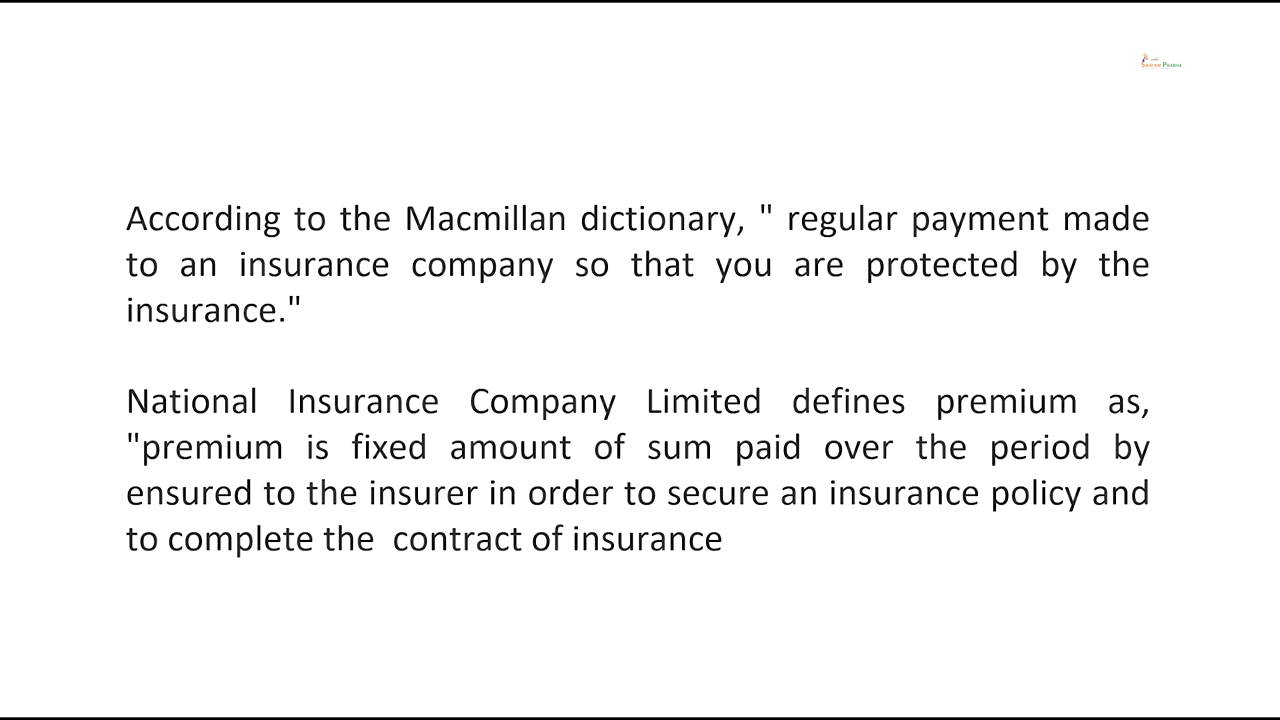 SWAYAM PRABHA
According to the Macmillan dictionary, " regular payment made
to an insurance company so that you are protected by the
insurance."
National Insurance Company Limited defines premium as,
"premium is fixed amount of sum paid over the period by
ensured to the insurer in order to secure an insurance policy and
to complete the  contract of insurance